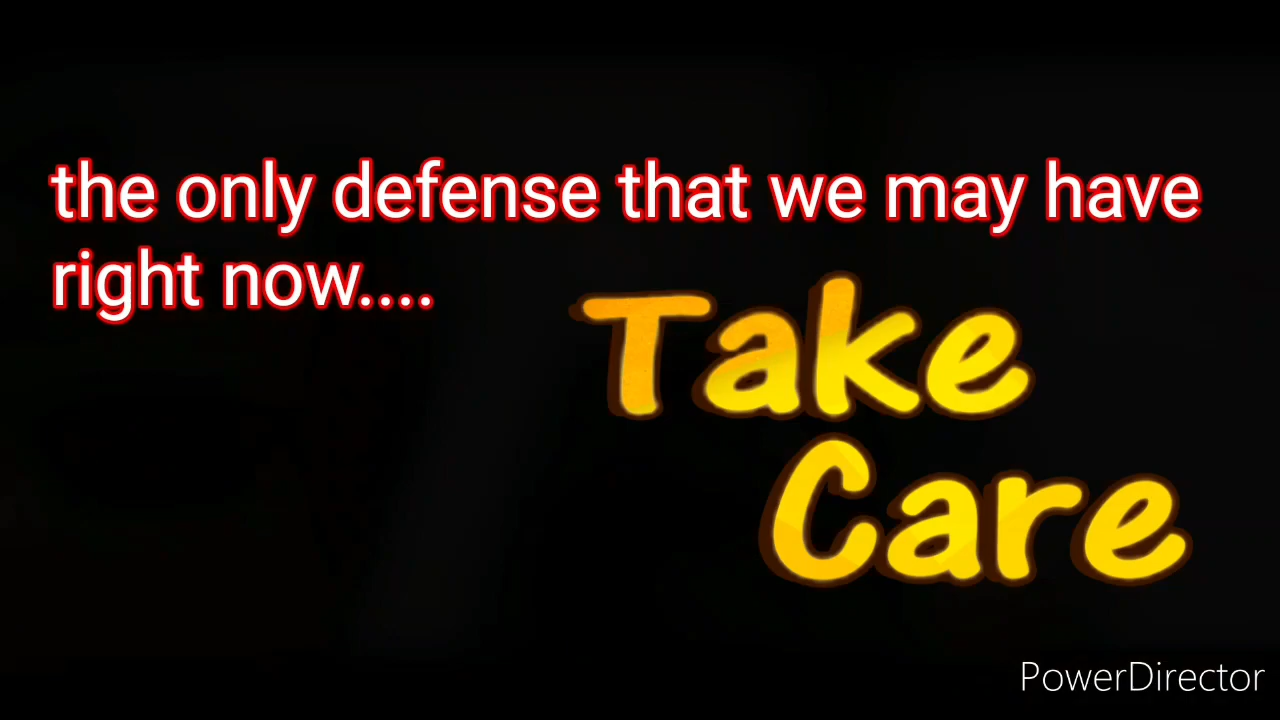 the only defense that we may have
right now....
Take
Care
PowerDirector